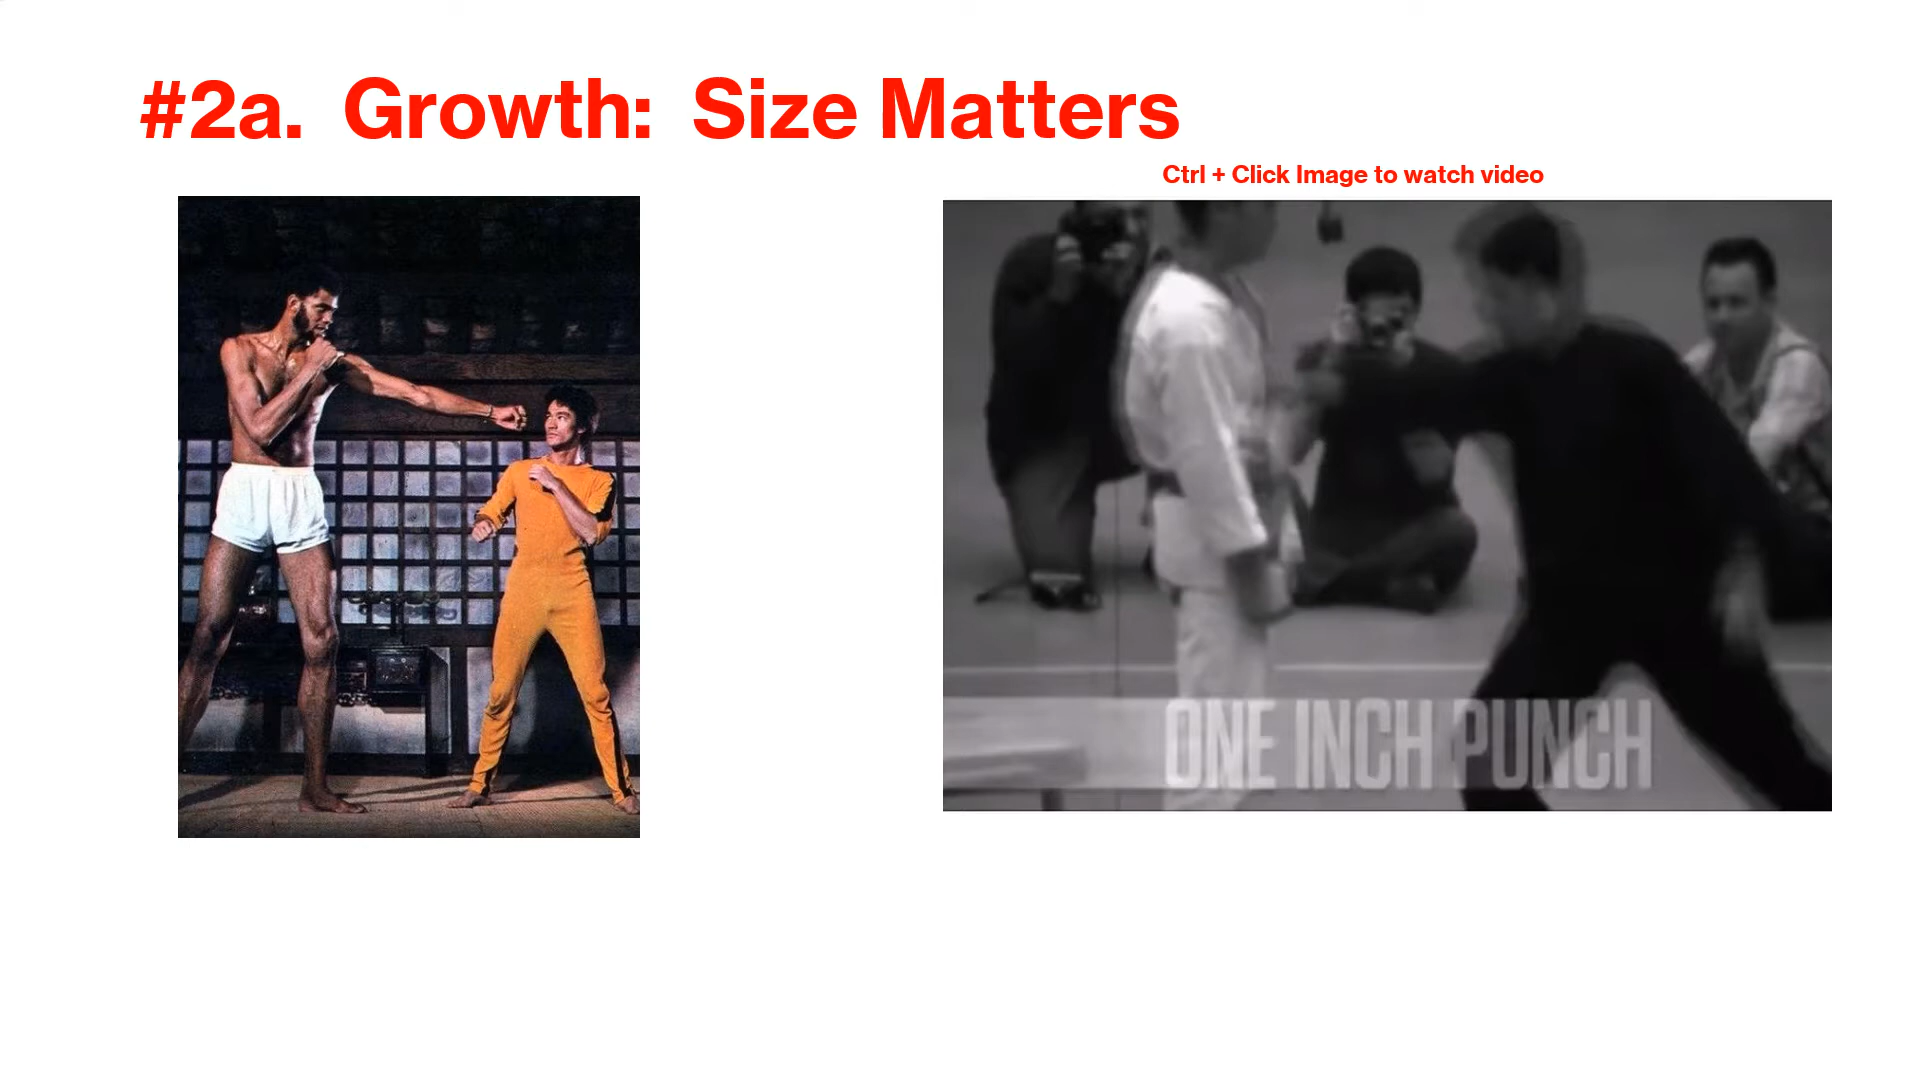 #2a. Growth: Size Matters
Ctrl + Click Image to watch video
ONE INCH PUNCH